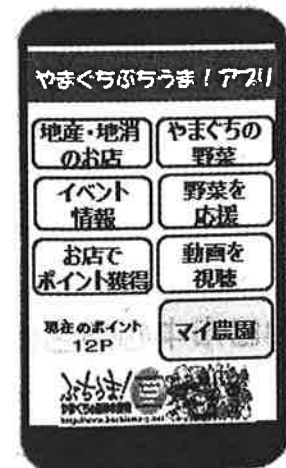 やまぐちぶちうま!アプリ
地産・地消
のお店
やまぐちの
野菜
イベント
情報
野菜を
応援
お店で
ポイント獲得
動画を
視聴
現在のポイント
12P
マイ農園
ぶちうま!